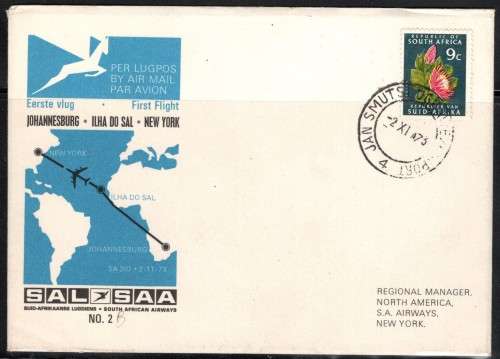 PER LUGPOS
BY AIR MAIL
PAR AVION
Eerste vlug · First Flight
JOHANNESBURG · ILHA DO SAL · NEW YORK
NEW YORK
ILHA DO SAL
JOHANNESBURG
SA 210 · 2-11-73
SAL SAA
SUID-AFRIKAANSE LUGDIENS · SOUTH AFRICAN AIRWAYS
NO. 2
REPUBLIC OF
SOUTH AFRICA
9c
REPUBLIEK VAN
SUID-AFRIKA
JAN SMUTS
-2 XI 73
4
REGIONAL MANAGER,
NORTH AMERICA,
S.A. AIRWAYS,
NEW YORK.